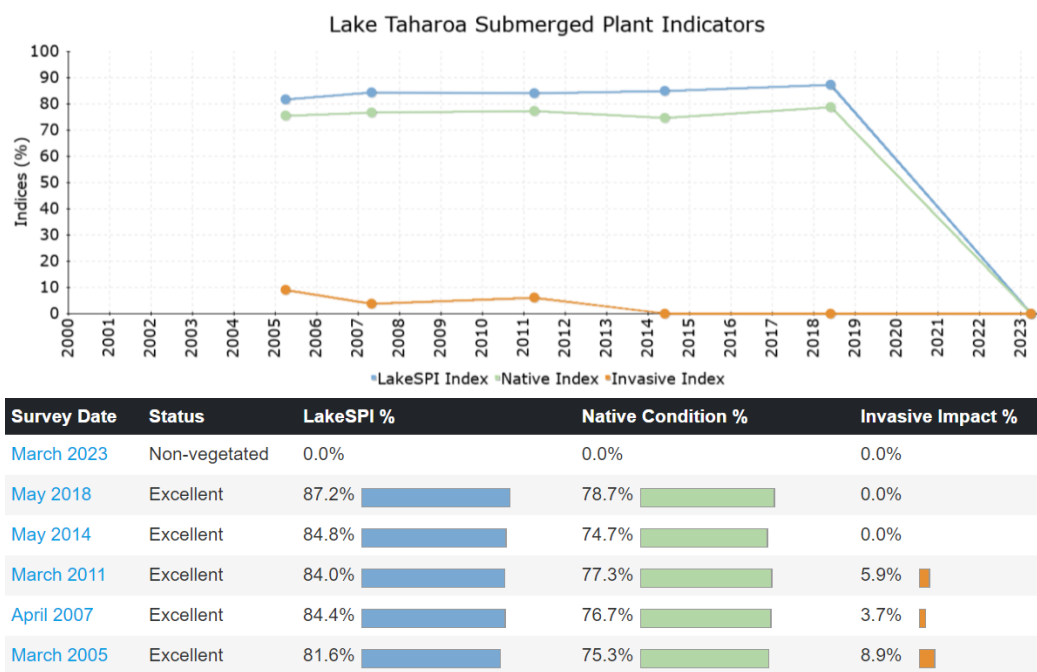 Lake Taharoa Submerged Plant Indicators
100
90
80
70
60
50
40
30
20
10
0
Indices (%)
2000 2001 2002 2003 2004 2005 2006 2007 2008 2009 2010 2011 2012 2013 2014 2015 2016 2017 2018 2019 2020 2021 2022 2023
LakeSPI Index Native Index Invasive Index
Survey Date Status LakeSPI % Native Condition % Invasive Impact %
March 2023 Non-vegetated 0.0% 0.0% 0.0%
May 2018 Excellent 87.2% 78.7% 0.0%
May 2014 Excellent 84.8% 74.7% 0.0%
March 2011 Excellent 84.0% 77.3% 5.9%
April 2007 Excellent 84.4% 76.7% 3.7%
March 2005 Excellent 81.6% 75.3% 8.9%